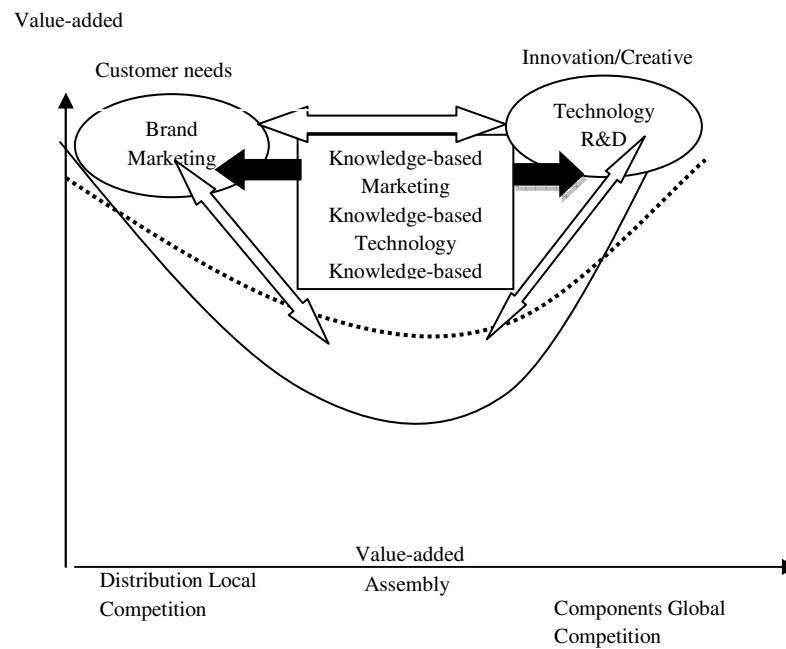 Value-added
Customer needs
Innovation/Creative
Brand
Marketing
Technology
R&D
Knowledge-based
Marketing
Knowledge-based
Technology
Knowledge-based
Value-added
Assembly
Distribution Local
Competition
Components Global
Competition